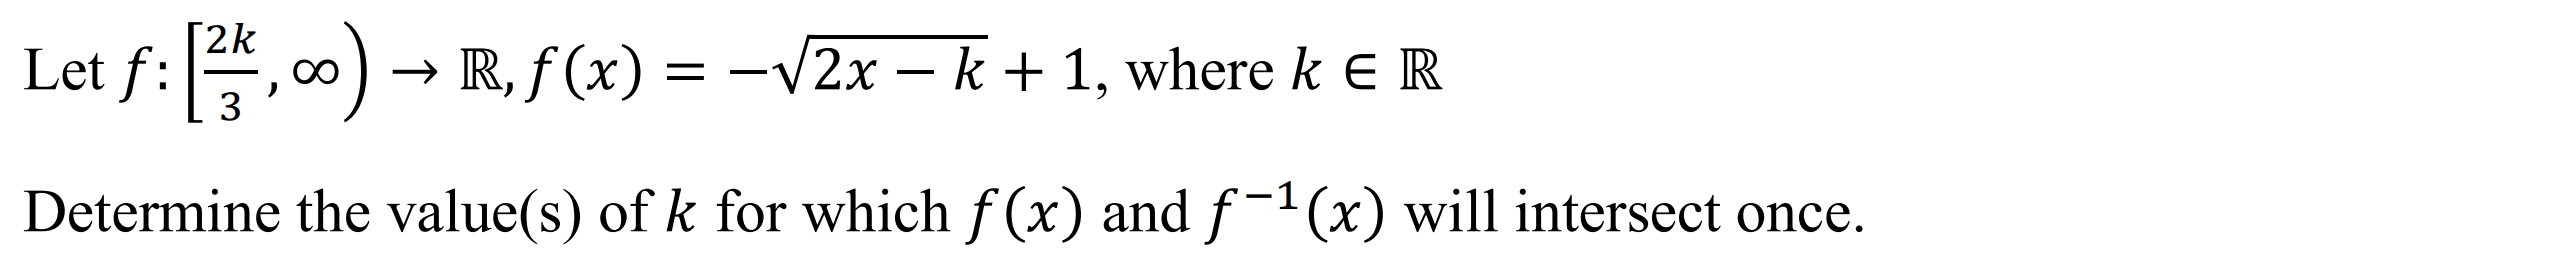 Let f: [2k/3, ∞) → ℝ, f(x) = −√(2x − k) + 1, where k ∈ ℝ
Determine the value(s) of k for which f(x) and f⁻¹(x) will intersect once.